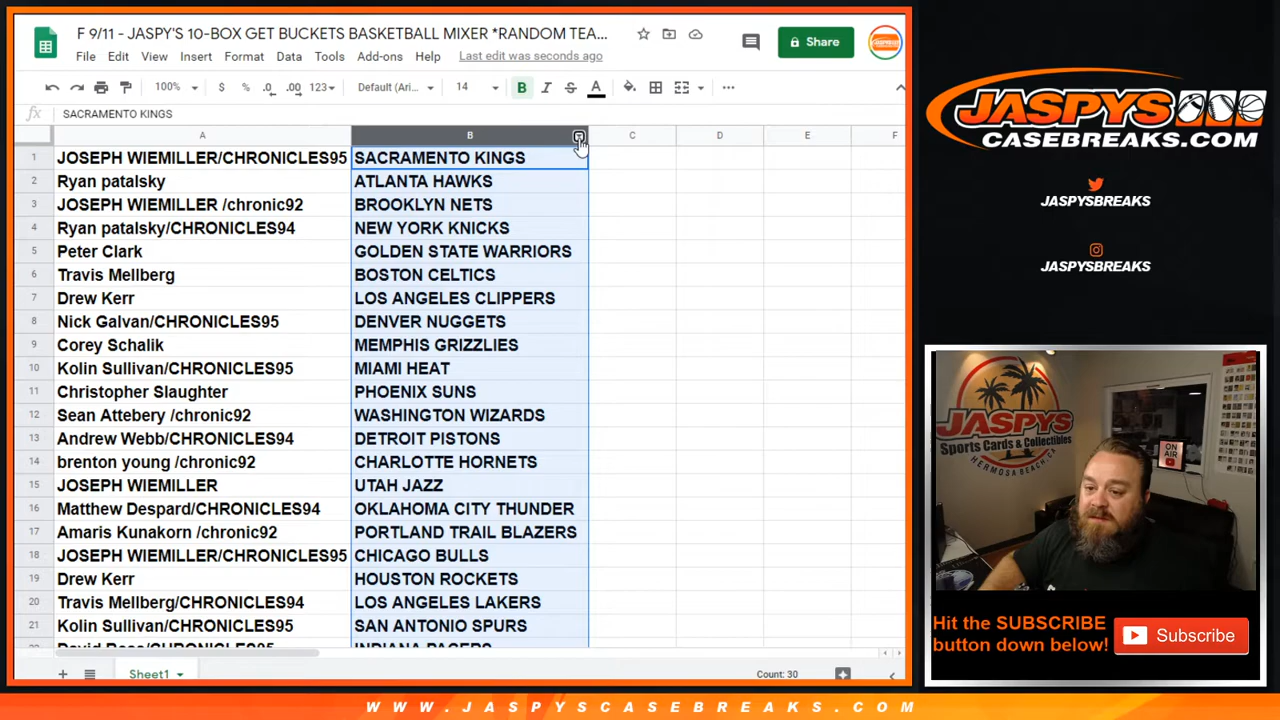 F 9/11 - JASPY'S 10-BOX GET BUCKETS BASKETBALL MIXER *RANDOM TEA...
File Edit View Insert Format Data Tools Add-ons Help Last edit was seconds ago
Share
100% $ % .0 .00 123 Default (Ari... 14 B I S A
fx SACRAMENTO KINGS
A B C D E F
1 JOSEPH WIEMILLER/CHRONICLES95 SACRAMENTO KINGS
2 Ryan patalsky ATLANTA HAWKS
3 JOSEPH WIEMILLER /chronic92 BROOKLYN NETS
4 Ryan patalsky/CHRONICLES94 NEW YORK KNICKS
5 Peter Clark GOLDEN STATE WARRIORS
6 Travis Mellberg BOSTON CELTICS
7 Drew Kerr LOS ANGELES CLIPPERS
8 Nick Galvan/CHRONICLES95 DENVER NUGGETS
9 Corey Schalik MEMPHIS GRIZZLIES
10 Kolin Sullivan/CHRONICLES95 MIAMI HEAT
11 Christopher Slaughter PHOENIX SUNS
12 Sean Attebery /chronic92 WASHINGTON WIZARDS
13 Andrew Webb/CHRONICLES94 DETROIT PISTONS
14 brenton young /chronic92 CHARLOTTE HORNETS
15 JOSEPH WIEMILLER UTAH JAZZ
16 Matthew Despard/CHRONICLES94 OKLAHOMA CITY THUNDER
17 Amaris Kunakorn /chronic92 PORTLAND TRAIL BLAZERS
18 JOSEPH WIEMILLER/CHRONICLES95 CHICAGO BULLS
19 Drew Kerr HOUSTON ROCKETS
20 Travis Mellberg/CHRONICLES94 LOS ANGELES LAKERS
21 Kolin Sullivan/CHRONICLES95 SAN ANTONIO SPURS
Sheet1
Count: 30
JASPYS
CASEBREAKS.COM
JASPYSBREAKS
JASPYSBREAKS
JASPYS
Sports Cards & Collectibles
HERMOSA BEACH, CA
ON AIR
Hit the SUBSCRIBE
button down below!
Subscribe
WWW.JASPYSCASEBREAKS.COM